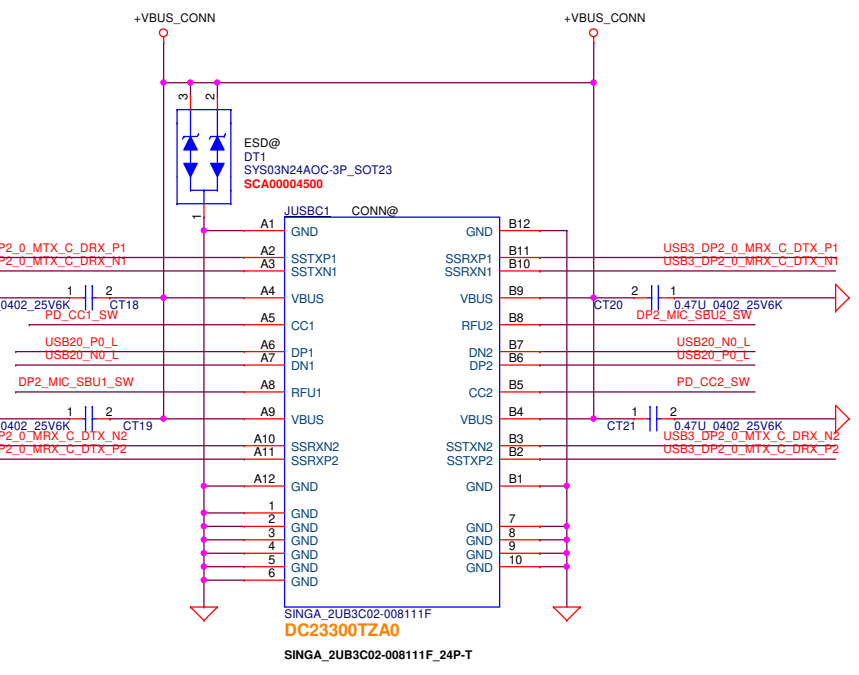 +VBUS_CONN
+VBUS_CONN
3
2
ESD@
DT1
SYS03N24AOC-3P_SOT23
SCA00004500
1
JUSBC1 CONN@
A1 GND GND B12
P2_0_MTX_C_DRX_P1 A2 SSTXP1 SSRXP1 B11 USB3_DP2_0_MRX_C_DTX_P1
P2_0_MTX_C_DRX_N1 A3 SSTXN1 SSRXN1 B10 USB3_DP2_0_MRX_C_DTX_N1
1 2 A4 VBUS VBUS B9 2 1
0402_25V6K CT18 CT20 0.47U_0402_25V6K
PD_CC1_SW A5 CC1 RFU2 B8 DP2_MIC_SBU2_SW
USB20_P0_L A6 DP1 DN2 B7 USB20_N0_L
USB20_N0_L A7 DN1 DP2 B6 USB20_P0_L
DP2_MIC_SBU1_SW A8 RFU1 CC2 B5 PD_CC2_SW
1 2 A9 VBUS VBUS B4 1 2
0402_25V6K CT19 CT21 0.47U_0402_25V6K
P2_0_MRX_C_DTX_N2 A10 SSRXN2 SSTXN2 B3 USB3_DP2_0_MTX_C_DRX_N2
P2_0_MRX_C_DTX_P2 A11 SSRXP2 SSTXP2 B2 USB3_DP2_0_MTX_C_DRX_P2
A12 GND GND B1
1 GND
2 GND GND 7
3 GND GND 8
4 GND GND 9
5 GND GND 10
6 GND
SINGA_2UB3C02-008111F
DC23300TZA0
SINGA_2UB3C02-008111F_24P-T